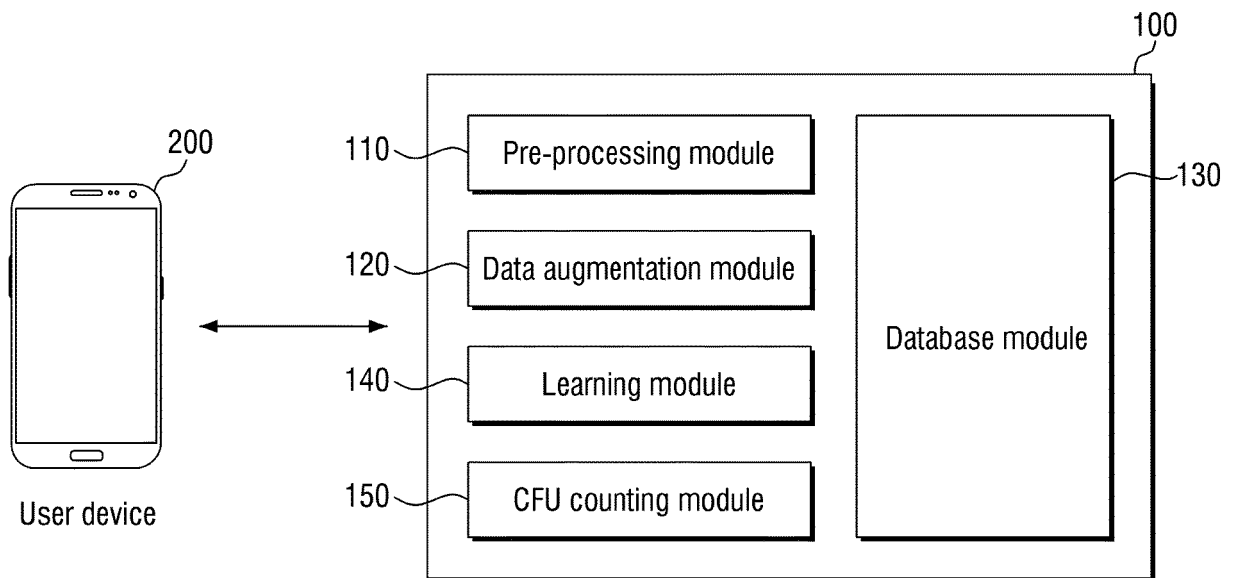 100
200
110
Pre-processing module
130
120
Data augmentation module
Database module
140
Learning module
150
CFU counting module
User device